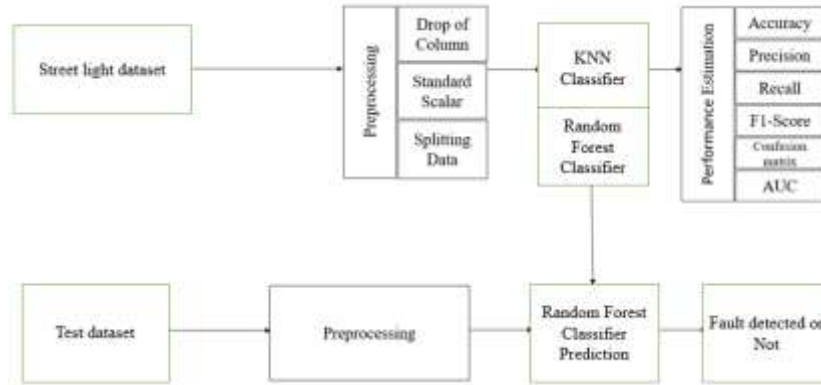 Street light dataset
Preprocessing
Drop of
Column
Standard
Scalar
Splitting
Data
KNN
Classifier
Random
Forest
Classifier
Performance Estimation
Accuracy
Precision
Recall
F1-Score
Confusion
matrix
AUC
Test dataset
Preprocessing
Random Forest
Classifier
Prediction
Fault detected or
Not